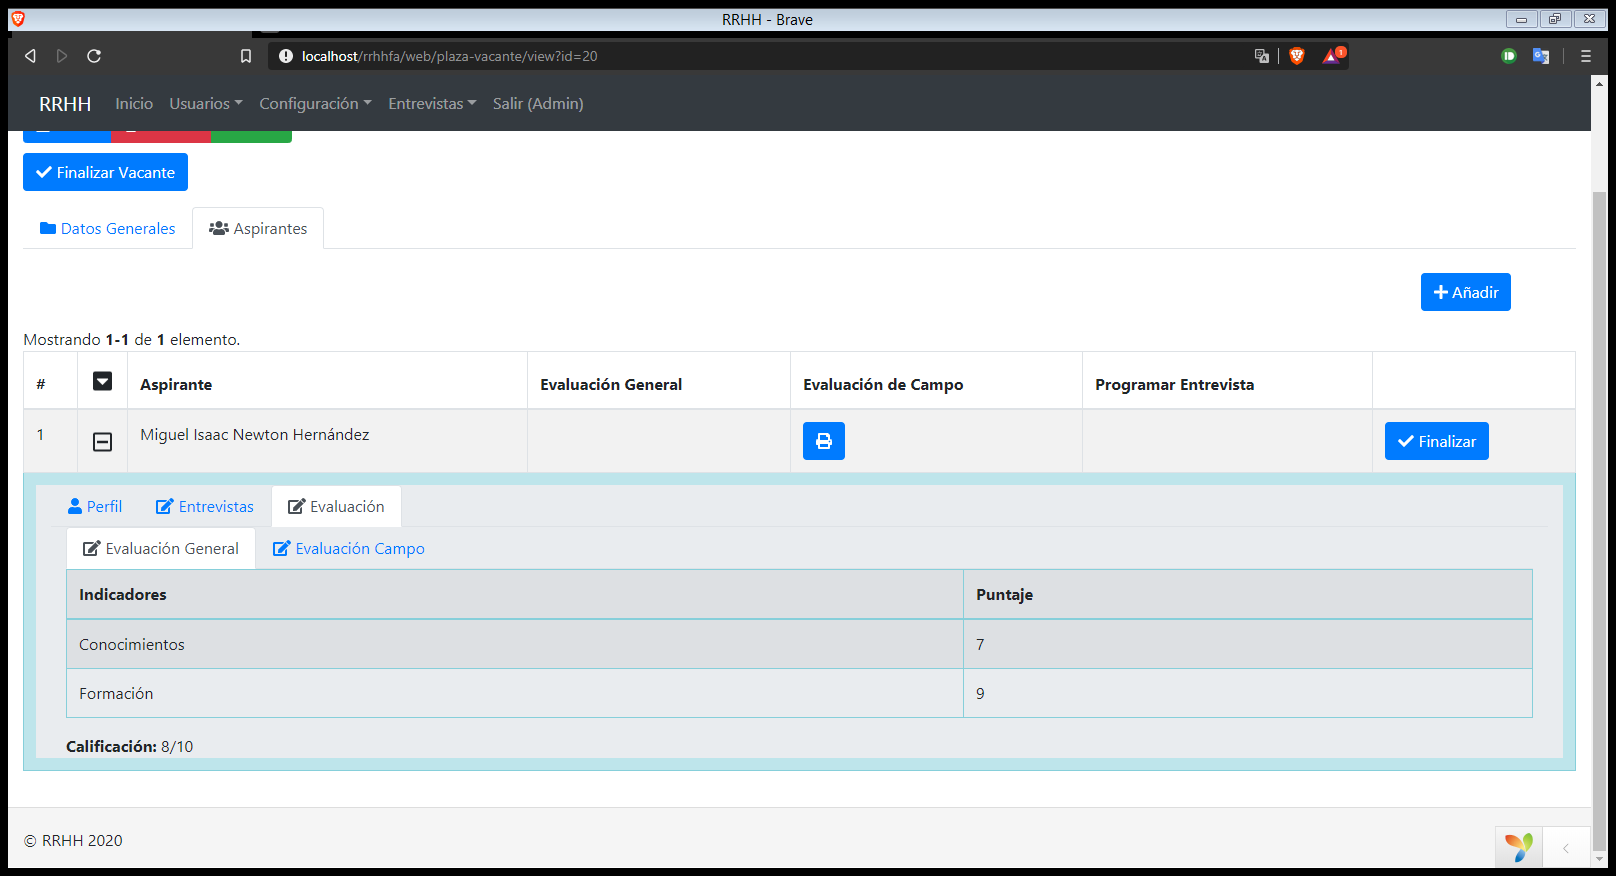 RRHH - Brave
localhost/rrhhfa/web/plaza-vacante/view?id=20
1
RRHH Inicio Usuarios Configuración Entrevistas Salir (Admin)
Finalizar Vacante
Datos Generales Aspirantes
Añadir
Mostrando 1-1 de 1 elemento.
# Aspirante Evaluación General Evaluación de Campo Programar Entrevista
1 Miguel Isaac Newton Hernández Finalizar
Perfil Entrevistas Evaluación
Evaluación General Evaluación Campo
Indicadores Puntaje
Conocimientos 7
Formación 9
Calificación: 8/10
© RRHH 2020